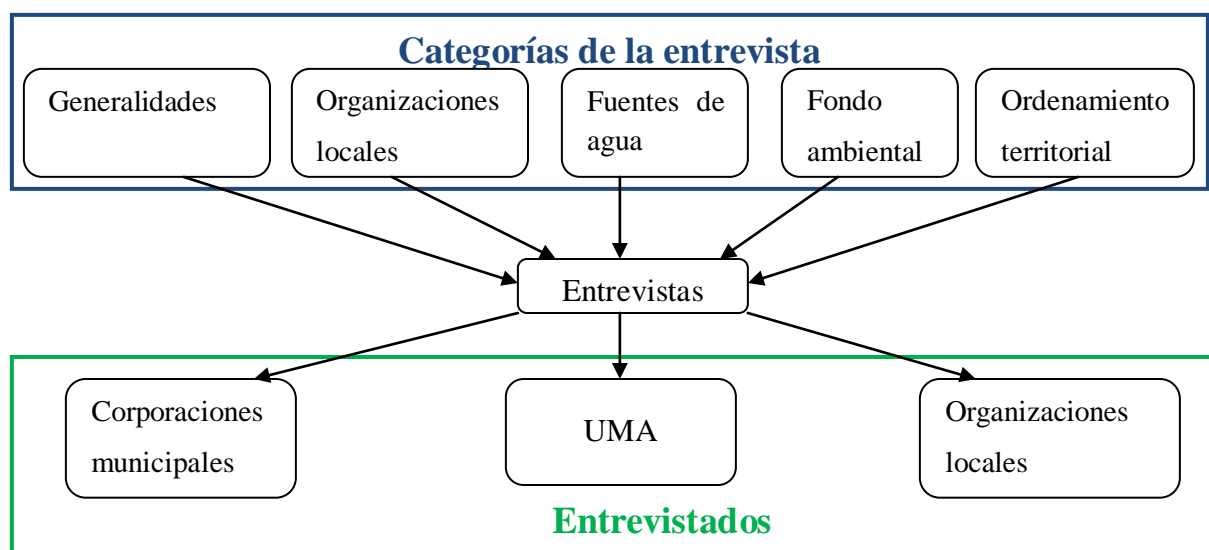 Categorías de la entrevista
Generalidades
Organizaciones
locales
Fuentes de
agua
Fondo
ambiental
Ordenamiento
territorial
Entrevistas
Corporaciones
municipales
UMA
Organizaciones
locales
Entrevistados